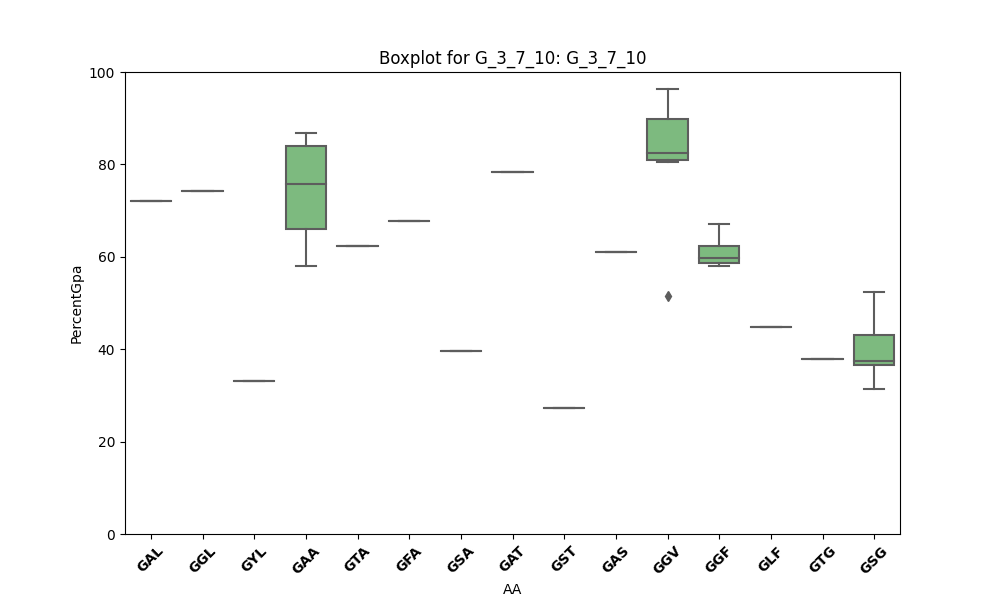 Boxplot for G_3_7_10: G_3_7_10
100
80
60
40
20
0
PercentGpa
GAL GGL GYL GAA GTA GFA GSA GAT GST GAS GGV GGF GLF GTG GSG
AA